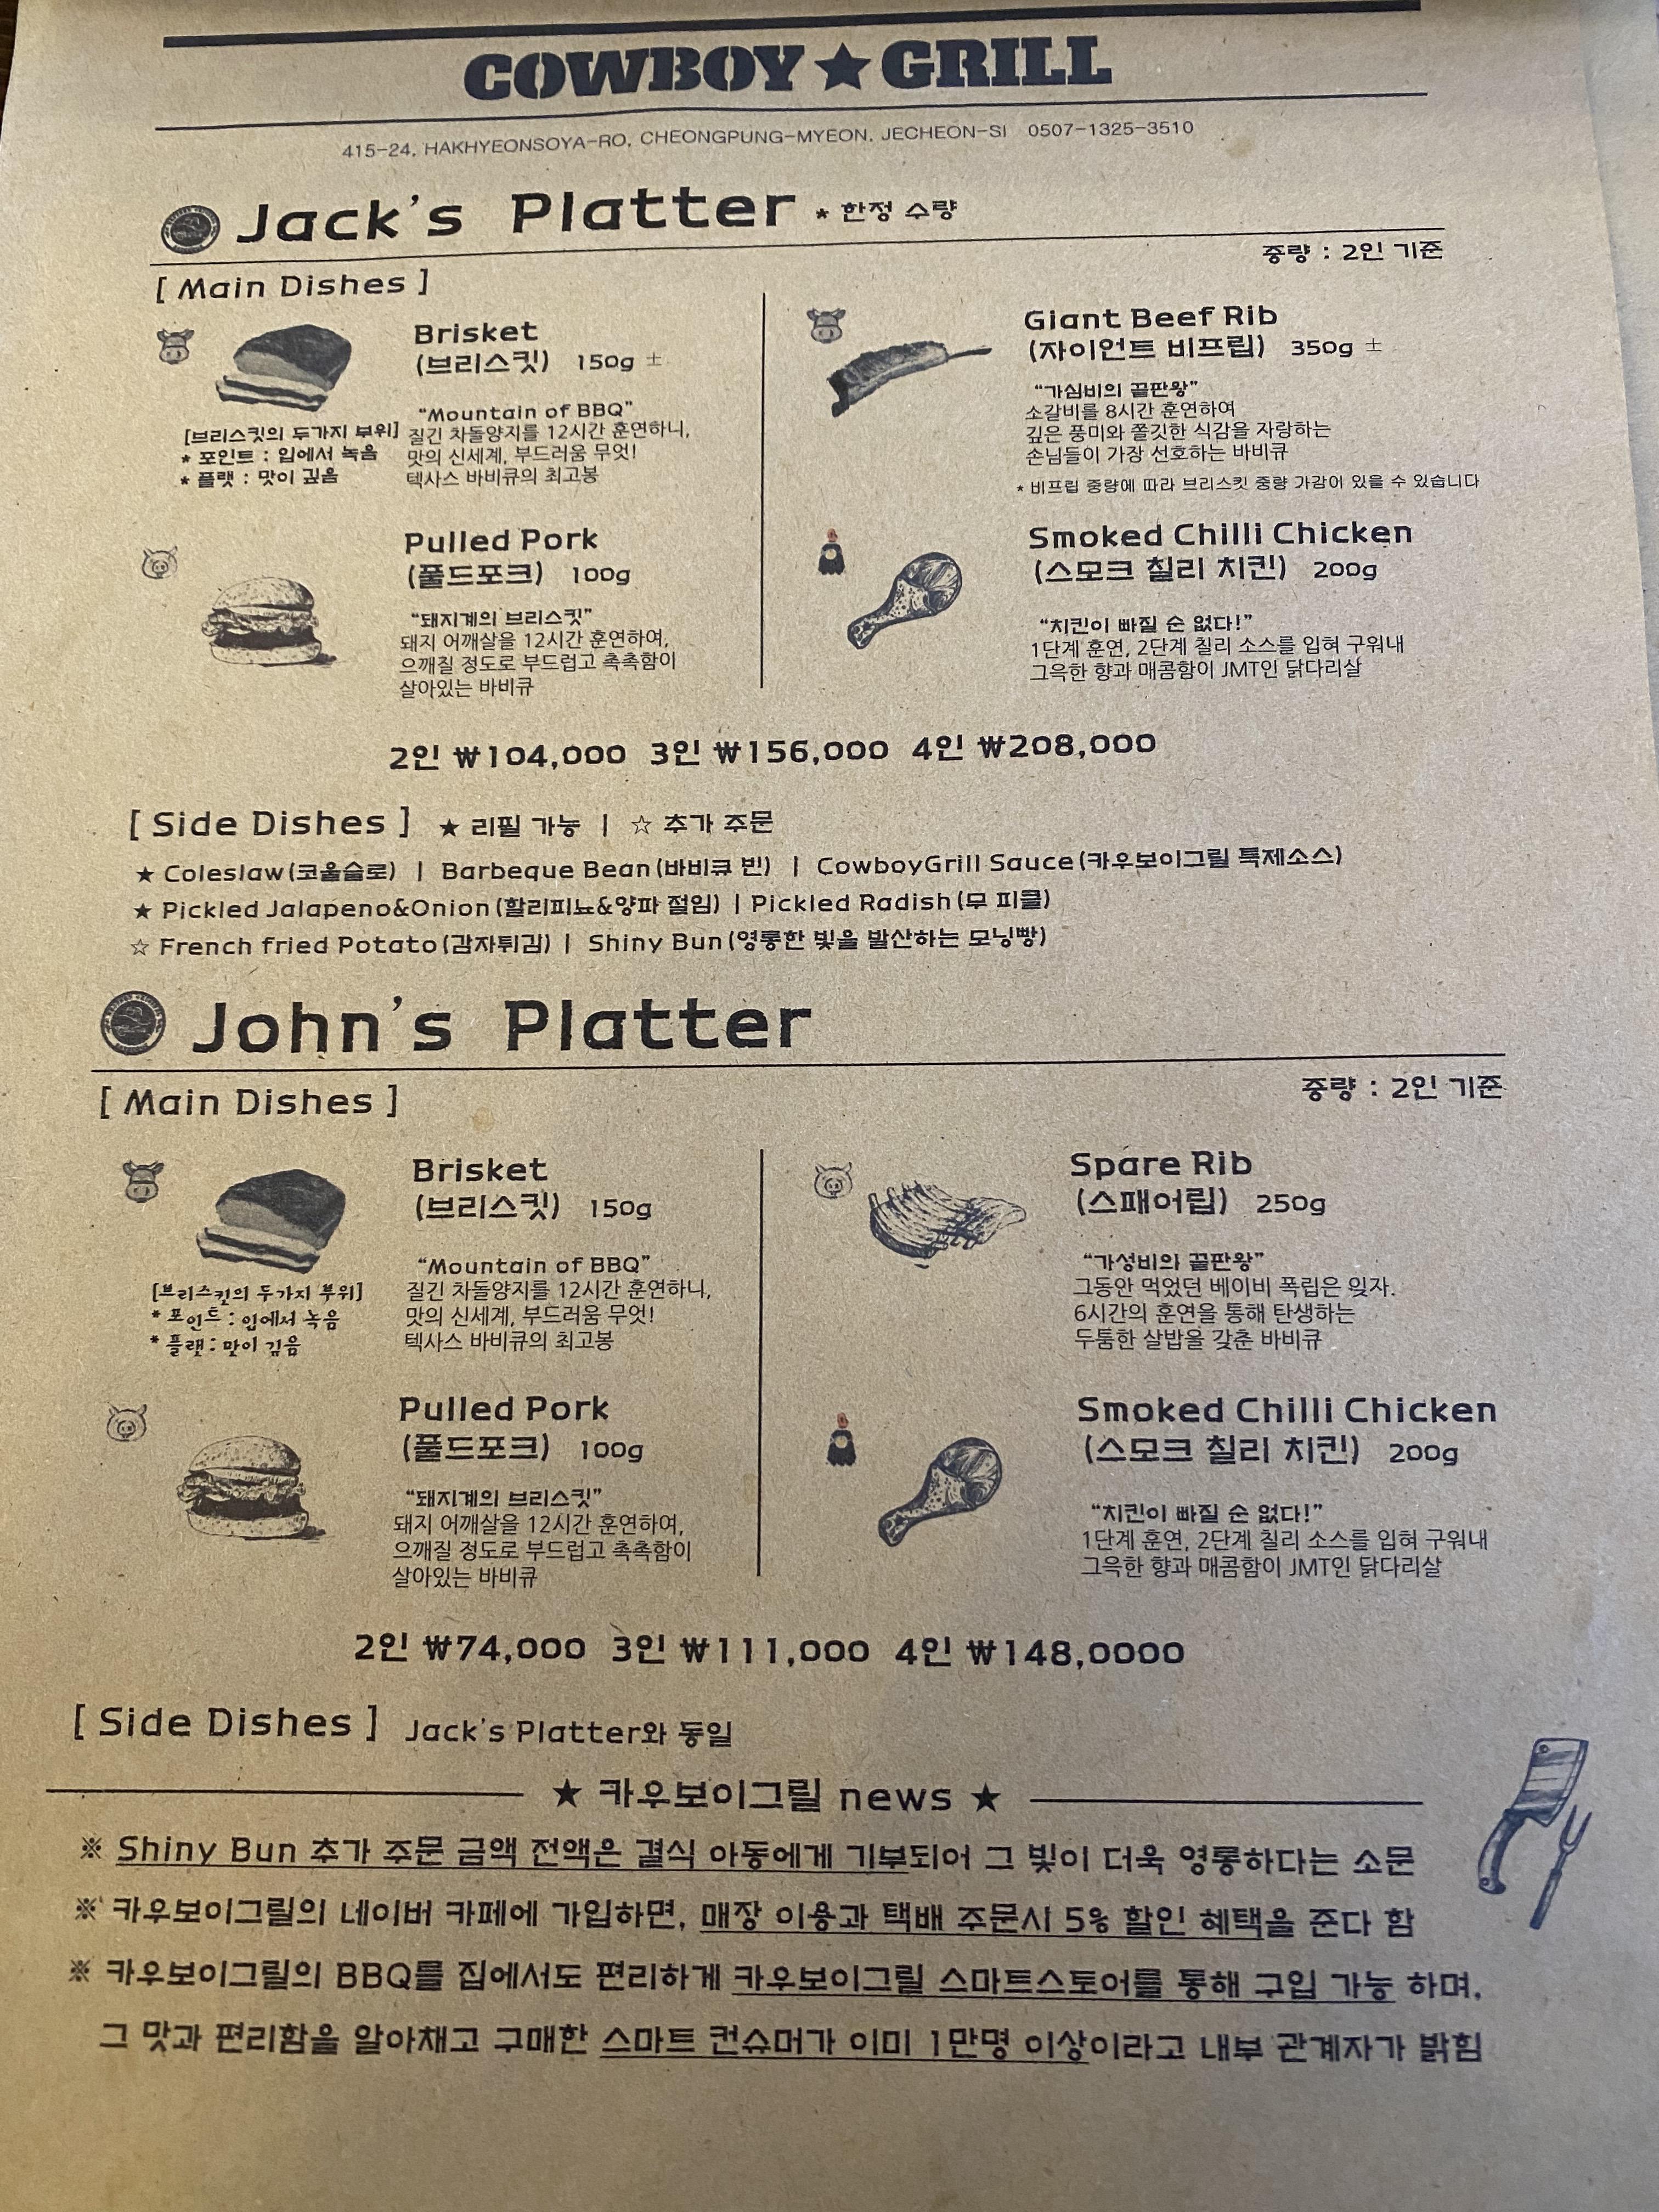 COWBOY★GRILL
415-24, HAKHYEONSOYA-RO, CHEONGPUNG-MYEON, JECHEON-SI 0507-1325-3510
Jack's Platter * 한정 수량
중량 : 2인 기준
[ Main Dishes ]
Brisket
(브리스킷) 150g ±
"Mountain of BBQ"
질긴 차돌양지를 12시간 훈연하니,
맛의 신세계, 부드러움 무엇!
텍사스 바비큐의 최고봉
[브리스킷의 두가지 부위]
* 포인트 : 입에서 녹음
* 플랫 : 맛이 깊음
Giant Beef Rib
(자이언트 비프립) 350g ±
"가심비의 끝판왕"
소갈비를 8시간 훈연하여
깊은 풍미와 쫄깃한 식감을 자랑하는
손님들이 가장 선호하는 바비큐
* 비프립 중량에 따라 브리스킷 중량 가감이 있을 수 있습니다
Pulled Pork
(풀드포크) 100g
"돼지계의 브리스킷"
돼지 어깨살을 12시간 훈연하여,
으깨질 정도로 부드럽고 촉촉함이
살아있는 바비큐
Smoked Chilli Chicken
(스모크 칠리 치킨) 200g
"치킨이 빠질 순 없다!"
1단계 훈연, 2단계 칠리 소스를 입혀 구워내
그윽한 향과 매콤함이 JMT인 닭다리살
2인 ₩104,000 3인 ₩156,000 4인 ₩208,000
[ Side Dishes ] ★ 리필 가능 | ☆ 추가 주문
★ Coleslaw(코울슬로) | Barbeque Bean(바비큐 빈) | CowboyGrill Sauce(카우보이그릴 특제소스)
★ Pickled Jalapeno&Onion(할리피뇨&양파 절임) | Pickled Radish(무 피클)
☆ French fried Potato(감자튀김) | Shiny Bun(영롱한 빛을 발산하는 모닝빵)
John's Platter
중량 : 2인 기준
[ Main Dishes ]
Brisket
(브리스킷) 150g
"Mountain of BBQ"
질긴 차돌양지를 12시간 훈연하니,
맛의 신세계, 부드러움 무엇!
텍사스 바비큐의 최고봉
[브리스킷의 두가지 부위]
* 포인트 : 입에서 녹음
* 플랫 : 맛이 깊음
Spare Rib
(스패어립) 250g
"가성비의 끝판왕"
그동안 먹었던 베이비 폭립은 잊자.
6시간의 훈연을 통해 탄생하는
두툼한 살밥을 갖춘 바비큐
Pulled Pork
(풀드포크) 100g
"돼지계의 브리스킷"
돼지 어깨살을 12시간 훈연하여,
으깨질 정도로 부드럽고 촉촉함이
살아있는 바비큐
Smoked Chilli Chicken
(스모크 칠리 치킨) 200g
"치킨이 빠질 순 없다!"
1단계 훈연, 2단계 칠리 소스를 입혀 구워내
그윽한 향과 매콤함이 JMT인 닭다리살
2인 ₩74,000 3인 ₩111,000 4인 ₩148,0000
[ Side Dishes ] Jack's Platter와 동일
★ 카우보이그릴 news ★
※ Shiny Bun 추가 주문 금액 전액은 결식 아동에게 기부되어 그 빛이 더욱 영롱하다는 소문
※ 카우보이그릴의 네이버 카페에 가입하면, 매장 이용과 택배 주문시 5% 할인 혜택을 준다 함
※ 카우보이그릴의 BBQ를 집에서도 편리하게 카우보이그릴 스마트스토어를 통해 구입 가능 하며,
그 맛과 편리함을 알아채고 구매한 스마트 컨슈머가 이미 1만명 이상이라고 내부 관계자가 밝힘